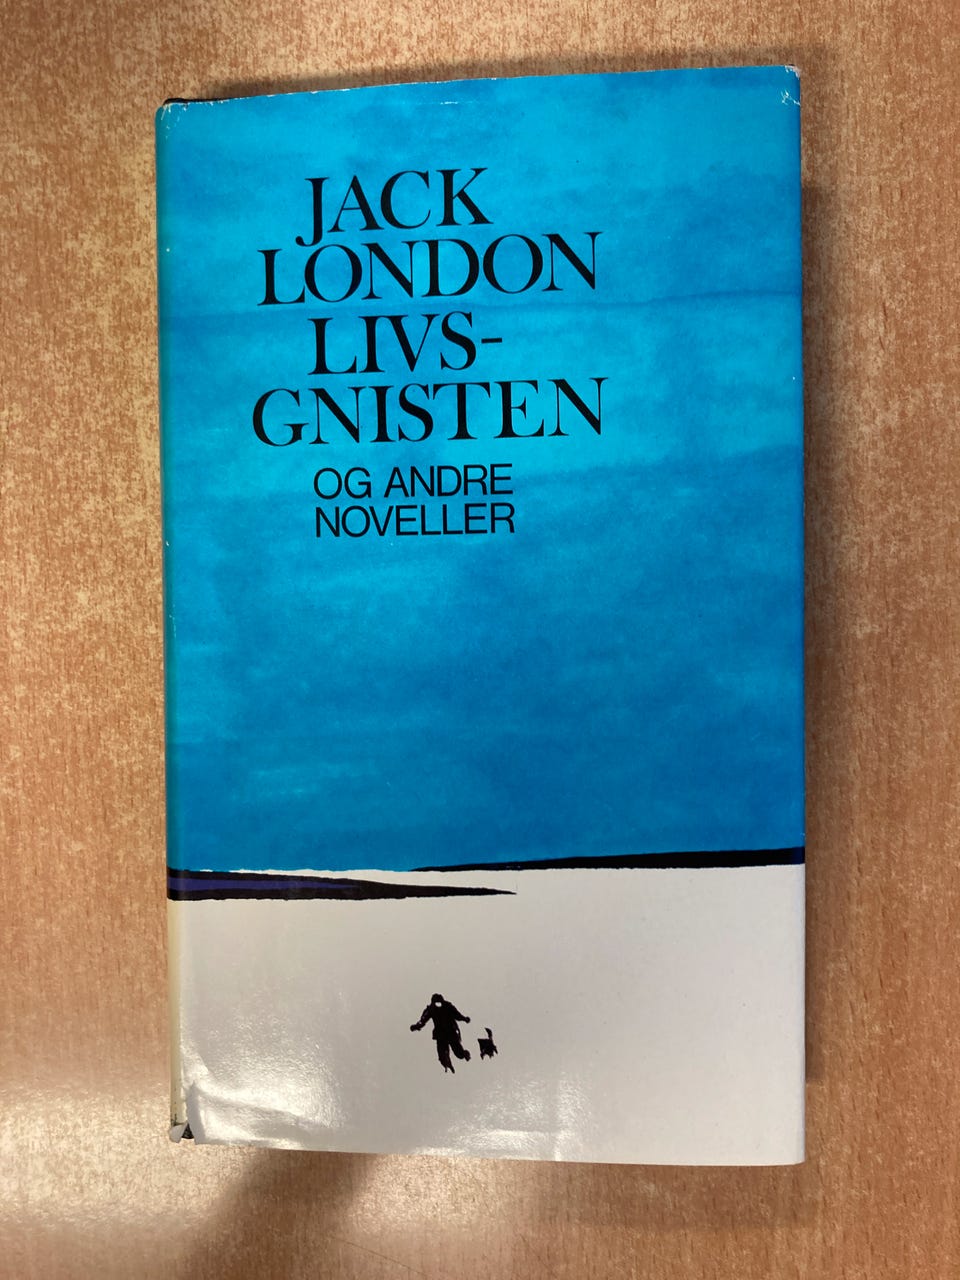 JACK
LONDON
LIVS-
GNISTEN
OG ANDRE
NOVELLER